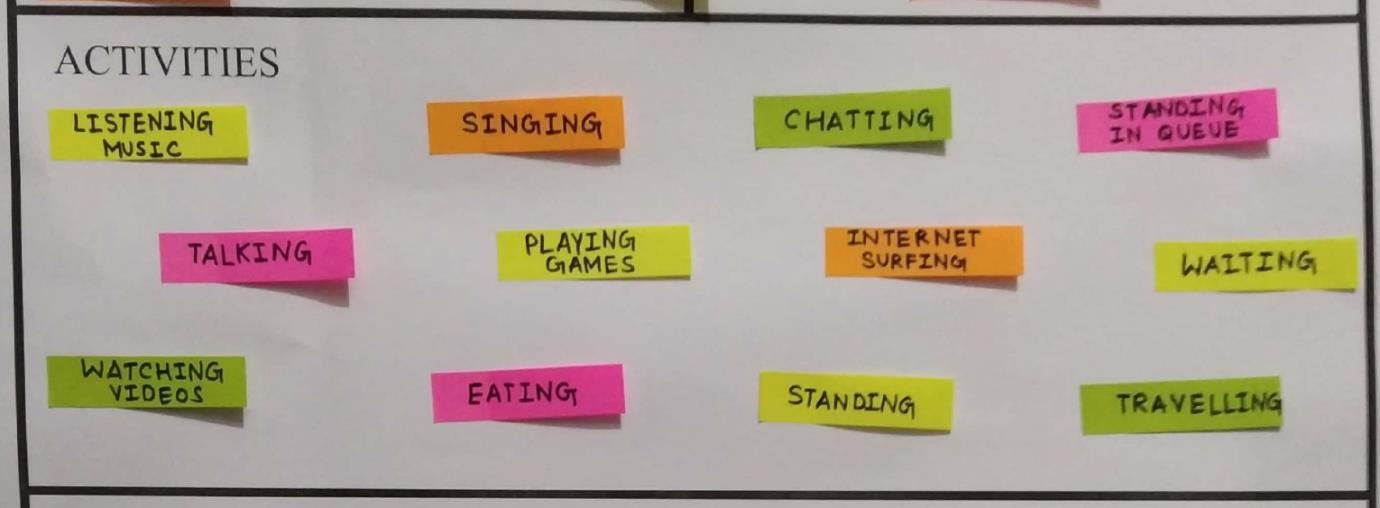 ACTIVITIES
LISTENING
MUSIC
SINGING
CHATTING
STANDING
IN QUEUE
TALKING
PLAYING
GAMES
INTERNET
SURFING
WAITING
WATCHING
VIDEOS
EATING
STANDING
TRAVELLING